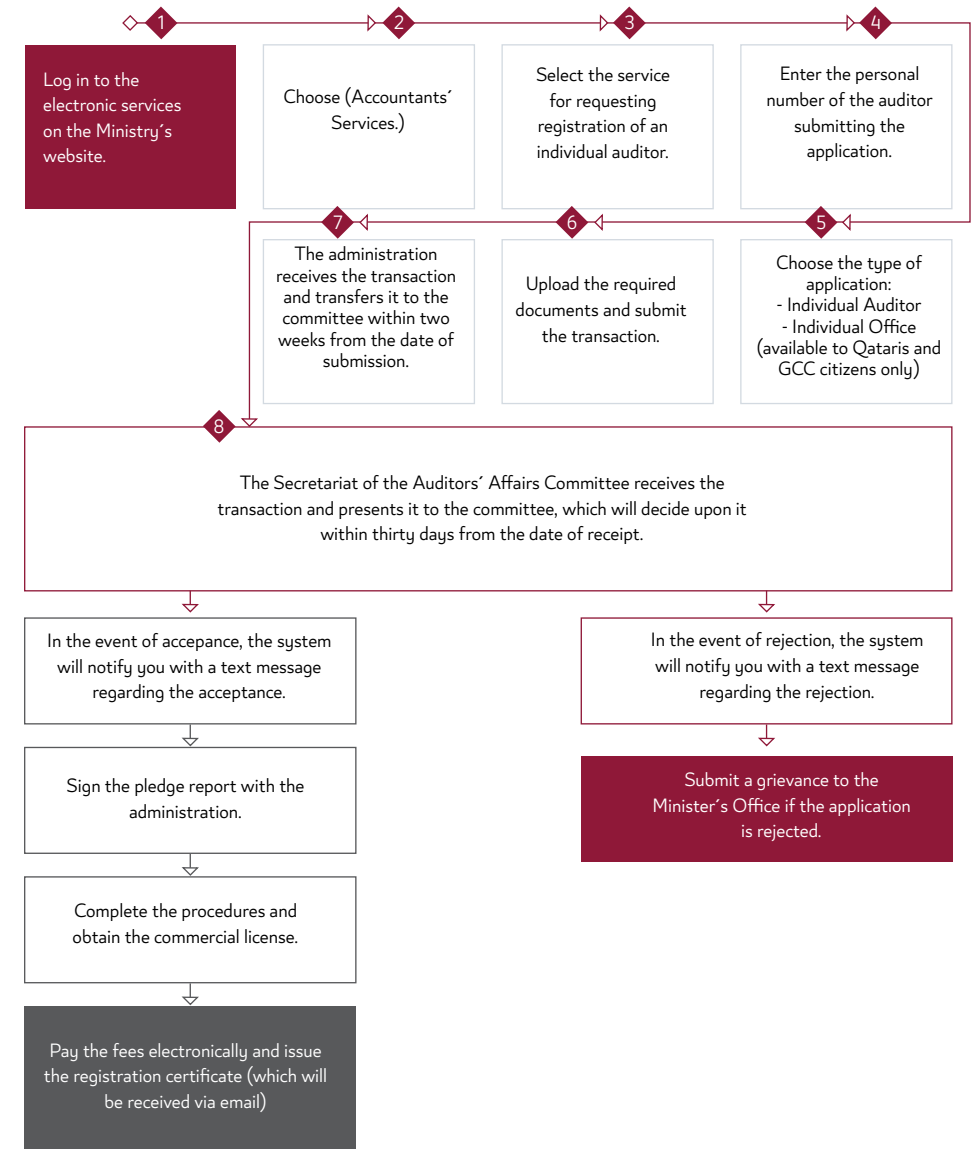 1
Log in to the
electronic services
on the Ministry´s
website.
2
Choose (Accountants´
Services.)
3
Select the service
for requesting
registration of an
individual auditor.
4
Enter the personal
number of the auditor
submitting the
application.
5
Choose the type of
application:
- Individual Auditor
- Individual Office
(available to Qataris and
GCC citizens only)
6
Upload the required
documents and submit
the transaction.
7
The administration
receives the transaction
and transfers it to the
committee within two
weeks from the date of
submission.
8
The Secretariat of the Auditors´ Affairs Committee receives the
transaction and presents it to the committee, which will decide upon it
within thirty days from the date of receipt.
In the event of accepance, the system
will notify you with a text message
regarding the acceptance.
Sign the pledge report with the
administration.
Complete the procedures and
obtain the commercial license.
Pay the fees electronically and issue
the registration certificate (which will
be received via email)
In the event of rejection, the system
will notify you with a text message
regarding the rejection.
Submit a grievance to the
Minister´s Office if the application
is rejected.